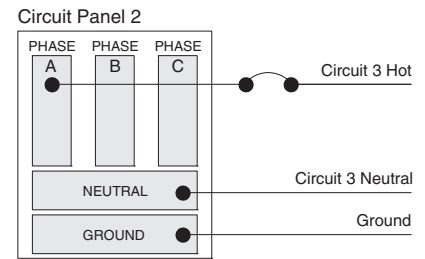 Circuit Panel 2
PHASE PHASE PHASE
A B C
Circuit 3 Hot
NEUTRAL
Circuit 3 Neutral
GROUND
Ground